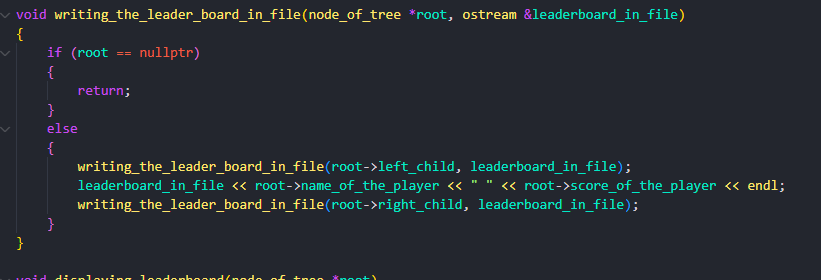 void writing_the_leader_board_in_file(node_of_tree *root, ostream &leaderboard_in_file)
{
    if (root == nullptr)
    {
        return;
    }
    else
    {
        writing_the_leader_board_in_file(root->left_child, leaderboard_in_file);
        leaderboard_in_file << root->name_of_the_player << " " << root->score_of_the_player << endl;
        writing_the_leader_board_in_file(root->right_child, leaderboard_in_file);
    }
}
void displaying_leaderboard(node_of_tree *root)